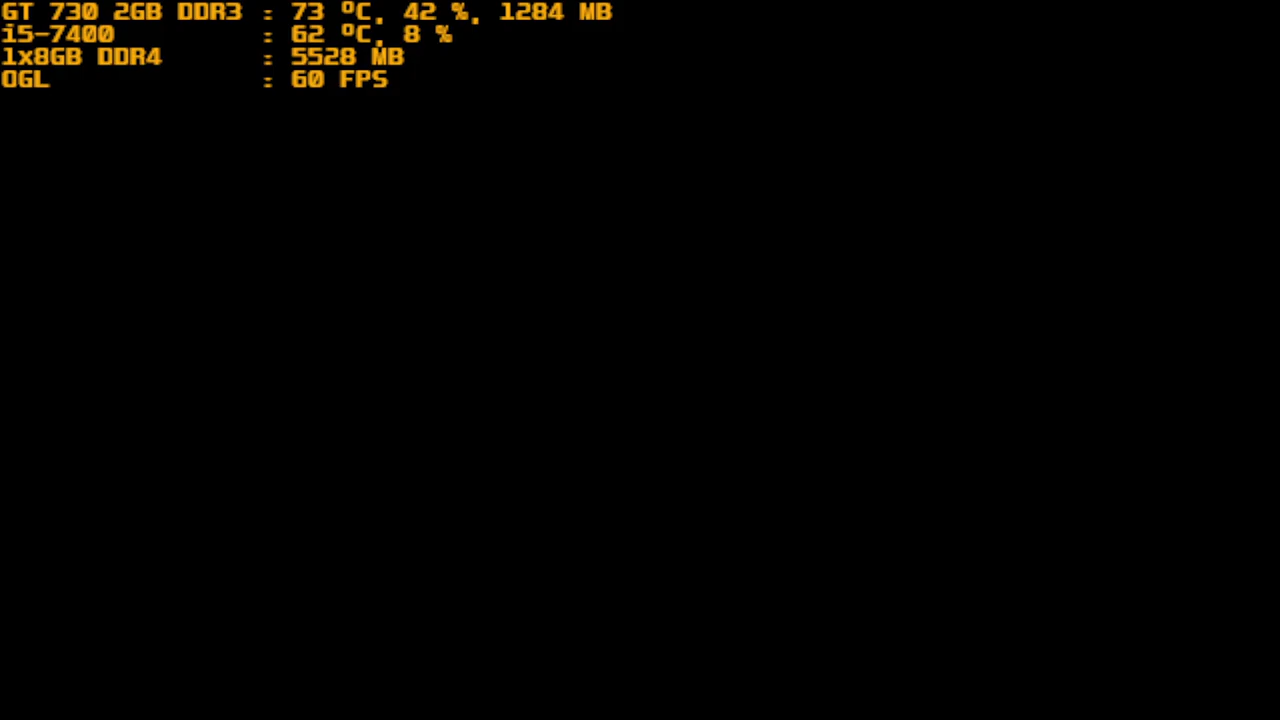 GT 730 2GB DDR3 : 73 ºC, 42 %, 1284 MB
i5-7400 : 62 ºC, 8 %
1x8GB DDR4 : 5528 MB
OGL : 60 FPS